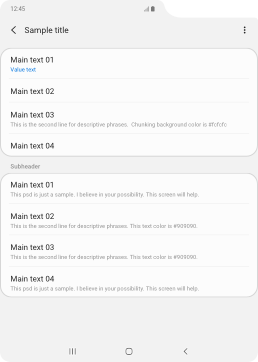 12:45
Sample title
Main text 01
Value text
Main text 02
Main text 03
This is the second line for descriptive phrases. Chunking background color is #fcfcfc
Main text 04
Subheader
Main text 01
This psd is just a sample. I believe in your possibility. This screen will help.
Main text 02
This is the second line for descriptive phrases. This text color is #909090.
Main text 03
This is the second line for descriptive phrases. This text color is #909090.
Main text 04
This psd is just a sample. I believe in your possibility. This screen will help.